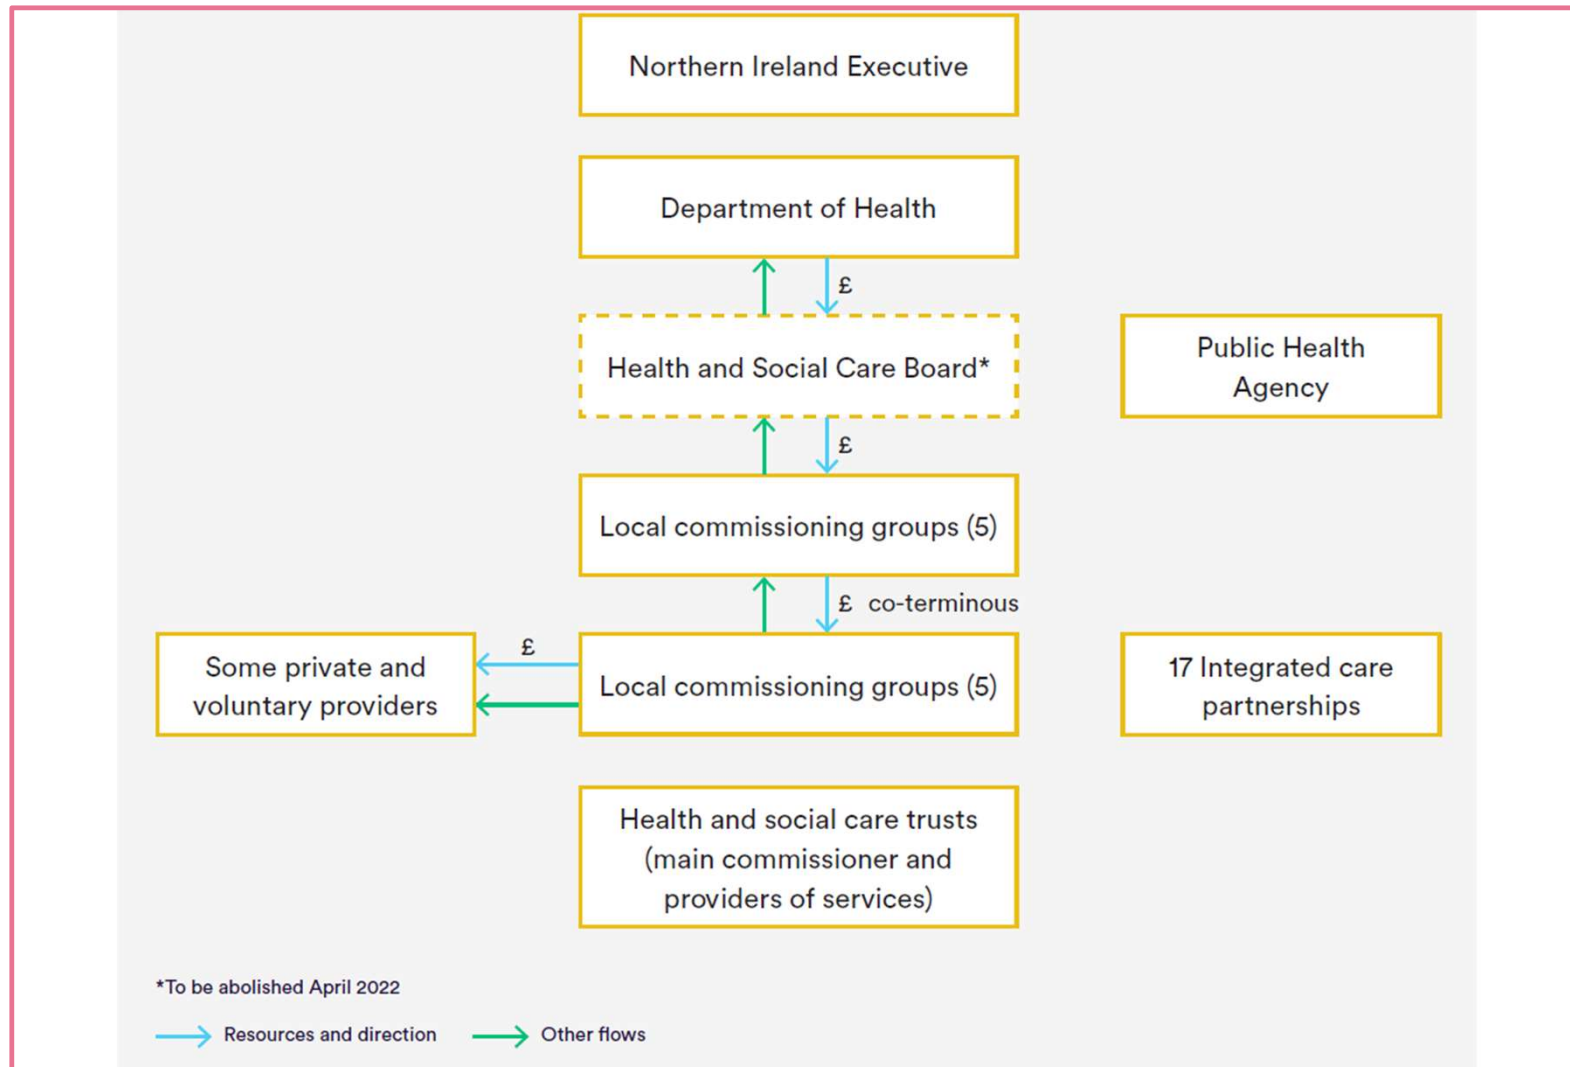 Northern Ireland Executive
Department of Health
£
Health and Social Care Board*
Public Health
Agency
£
Local commissioning groups (5)
£ co-terminous
Some private and
voluntary providers
£
Local commissioning groups (5)
17 Integrated care
partnerships
Health and social care trusts
(main commissioner and
providers of services)
*To be abolished April 2022
Resources and direction
Other flows